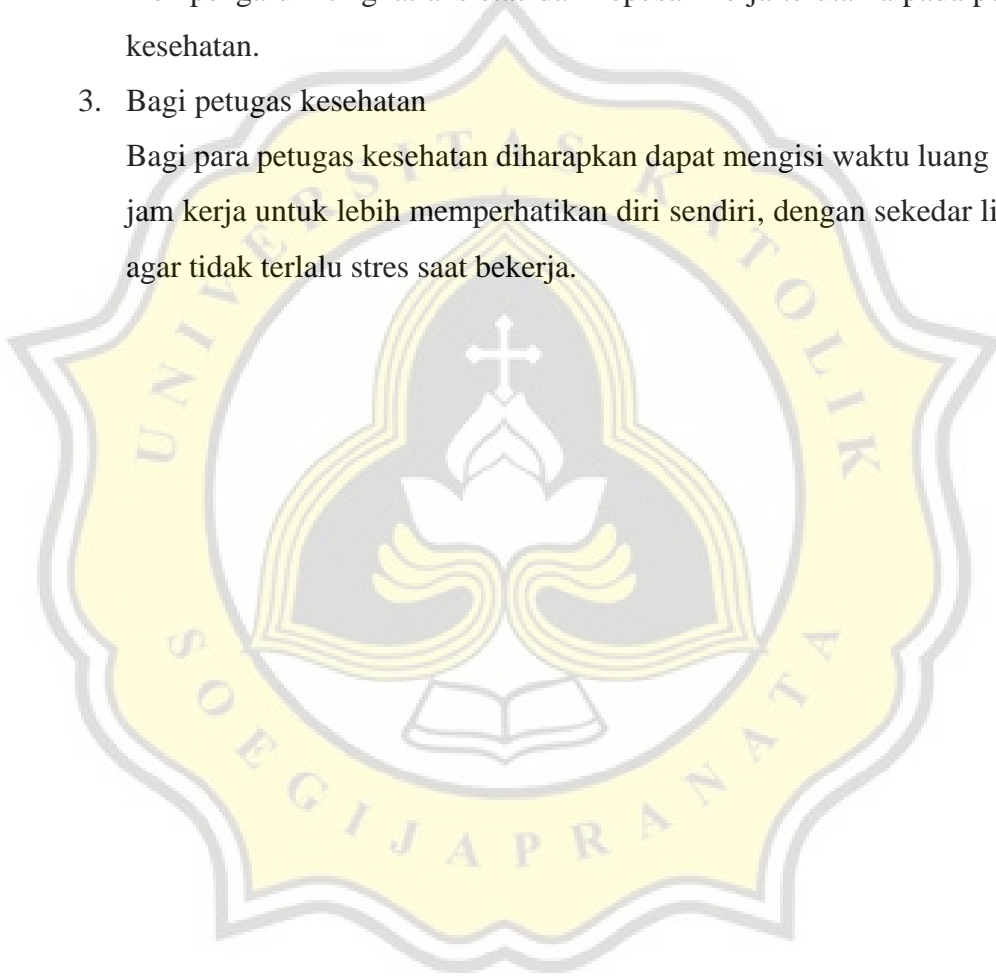 kesehatan.
3. Bagi petugas kesehatan
Bagi para petugas kesehatan diharapkan dapat mengisi waktu luang
jam kerja untuk lebih memperhatikan diri sendiri, dengan sekedar li
agar tidak terlalu stres saat bekerja.
UNIVERSITAS KATOLIK
SOEGIJAPRANATA